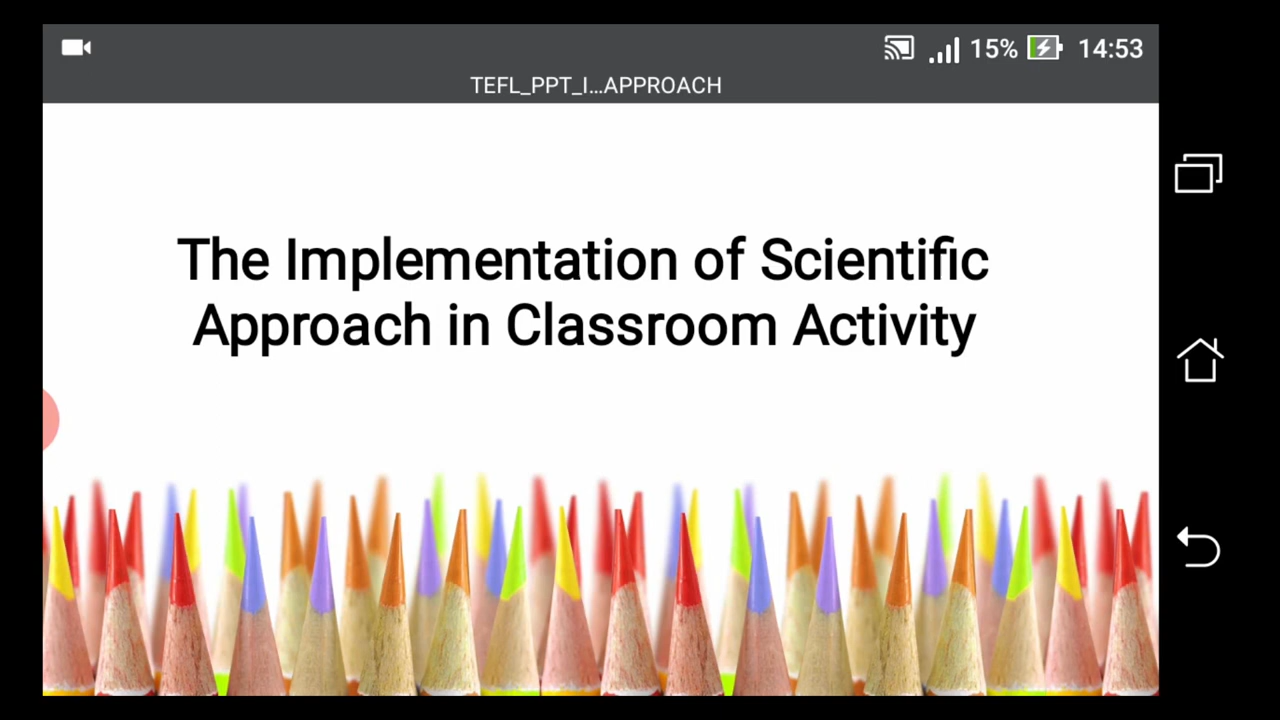 15% 14:53
TEFL_PPT_I...APPROACH
The Implementation of Scientific
Approach in Classroom Activity